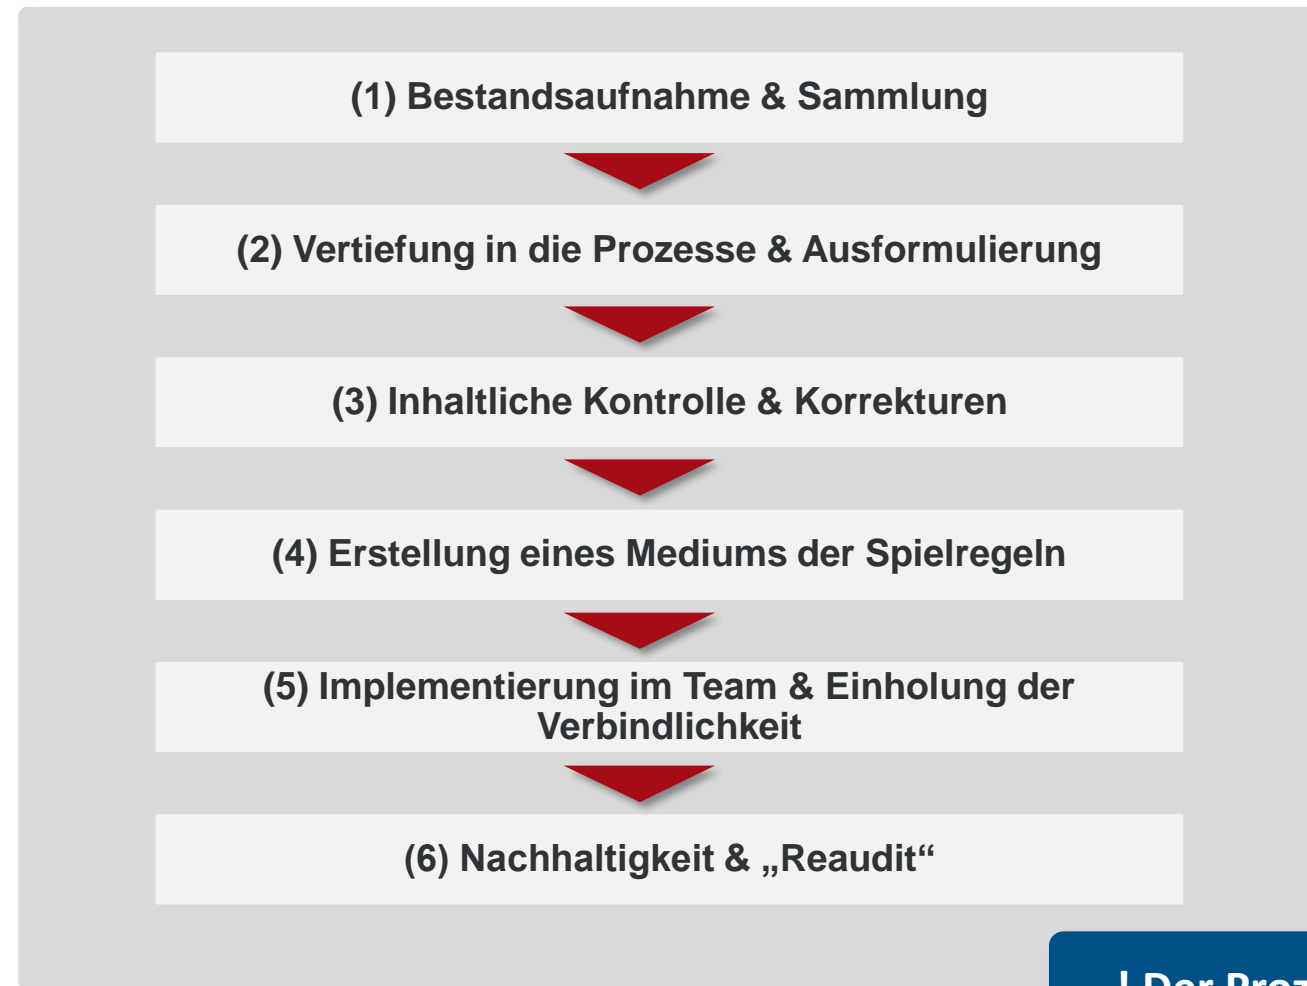 (1) Bestandsaufnahme & Sammlung
(2) Vertiefung in die Prozesse & Ausformulierung
(3) Inhaltliche Kontrolle & Korrekturen
(4) Erstellung eines Mediums der Spielregeln
(5) Implementierung im Team & Einholung der
Verbindlichkeit
(6) Nachhaltigkeit & „Reaudit“
! Der